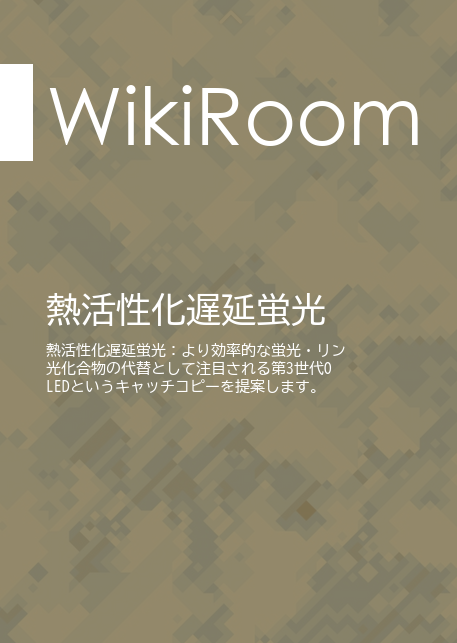 WikiRoom
熱活性化遅延蛍光
熱活性化遅延蛍光：より効率的な蛍光・リン
光化合物の代替として注目される第3世代O
LEDというキャッチコピーを提案します。